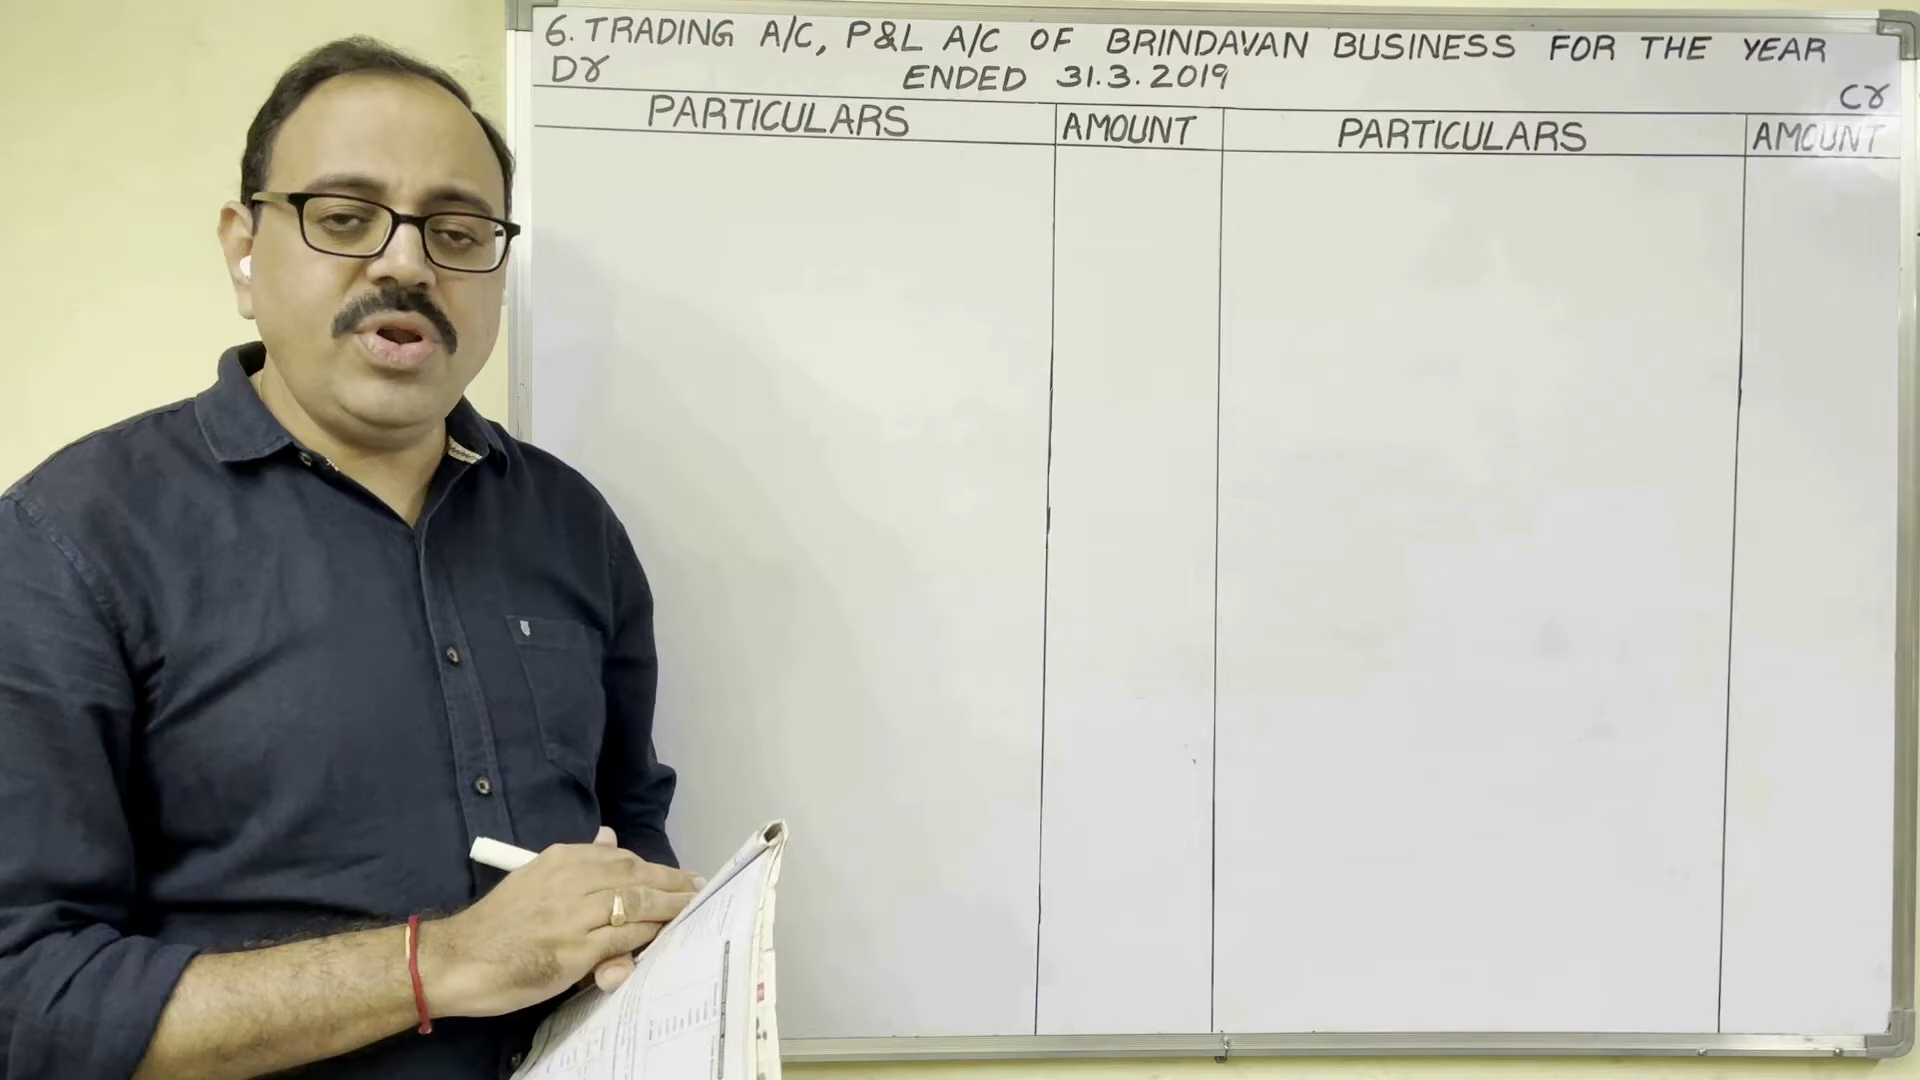 6. TRADING A/C, P&L A/C OF BRINDAVAN BUSINESS FOR THE YEAR
Dr ENDED 31.3.2019 Cr
PARTICULARS AMOUNT PARTICULARS AMOUNT